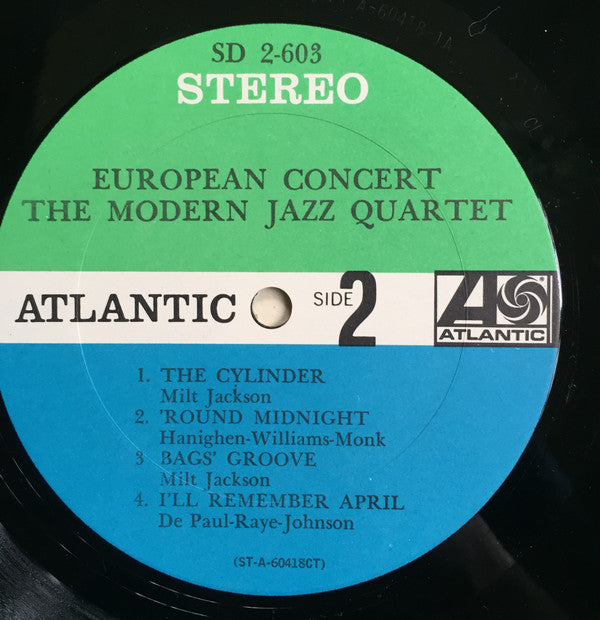 SD 2-603
STEREO
EUROPEAN CONCERT
THE MODERN JAZZ QUARTET
ATLANTIC SIDE 2 ATLANTIC
1. THE CYLINDER
Milt Jackson
2. 'ROUND MIDNIGHT
Hanighen-Williams-Monk
3 BAGS' GROOVE
Milt Jackson
4. I'LL REMEMBER APRIL
De Paul-Raye-Johnson
(ST-A-60418CT)